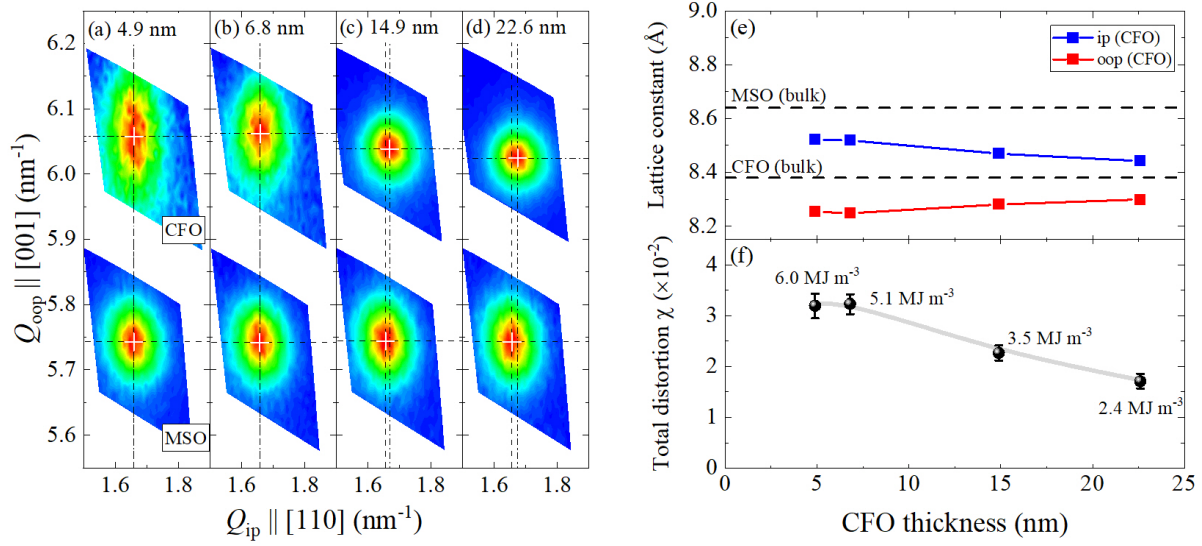 (a) 4.9 nm
(b) 6.8 nm
(c) 14.9 nm
(d) 22.6 nm
6.2
6.1
6.0
5.9
5.8
5.7
5.6
Q_oop || [001] (nm⁻¹)
CFO
MSO
1.6 1.8 1.6 1.8 1.6 1.8 1.6 1.8
Q_ip || [110] (nm⁻¹)
(e)
ip (CFO)
oop (CFO)
9.0
8.8
8.6
8.4
8.2
Lattice constant (Å)
MSO (bulk)
CFO (bulk)
(f)
4
3
2
1
0
Total distortion χ (×10⁻²)
6.0 MJ m⁻³
5.1 MJ m⁻³
3.5 MJ m⁻³
2.4 MJ m⁻³
0 5 10 15 20 25
CFO thickness (nm)